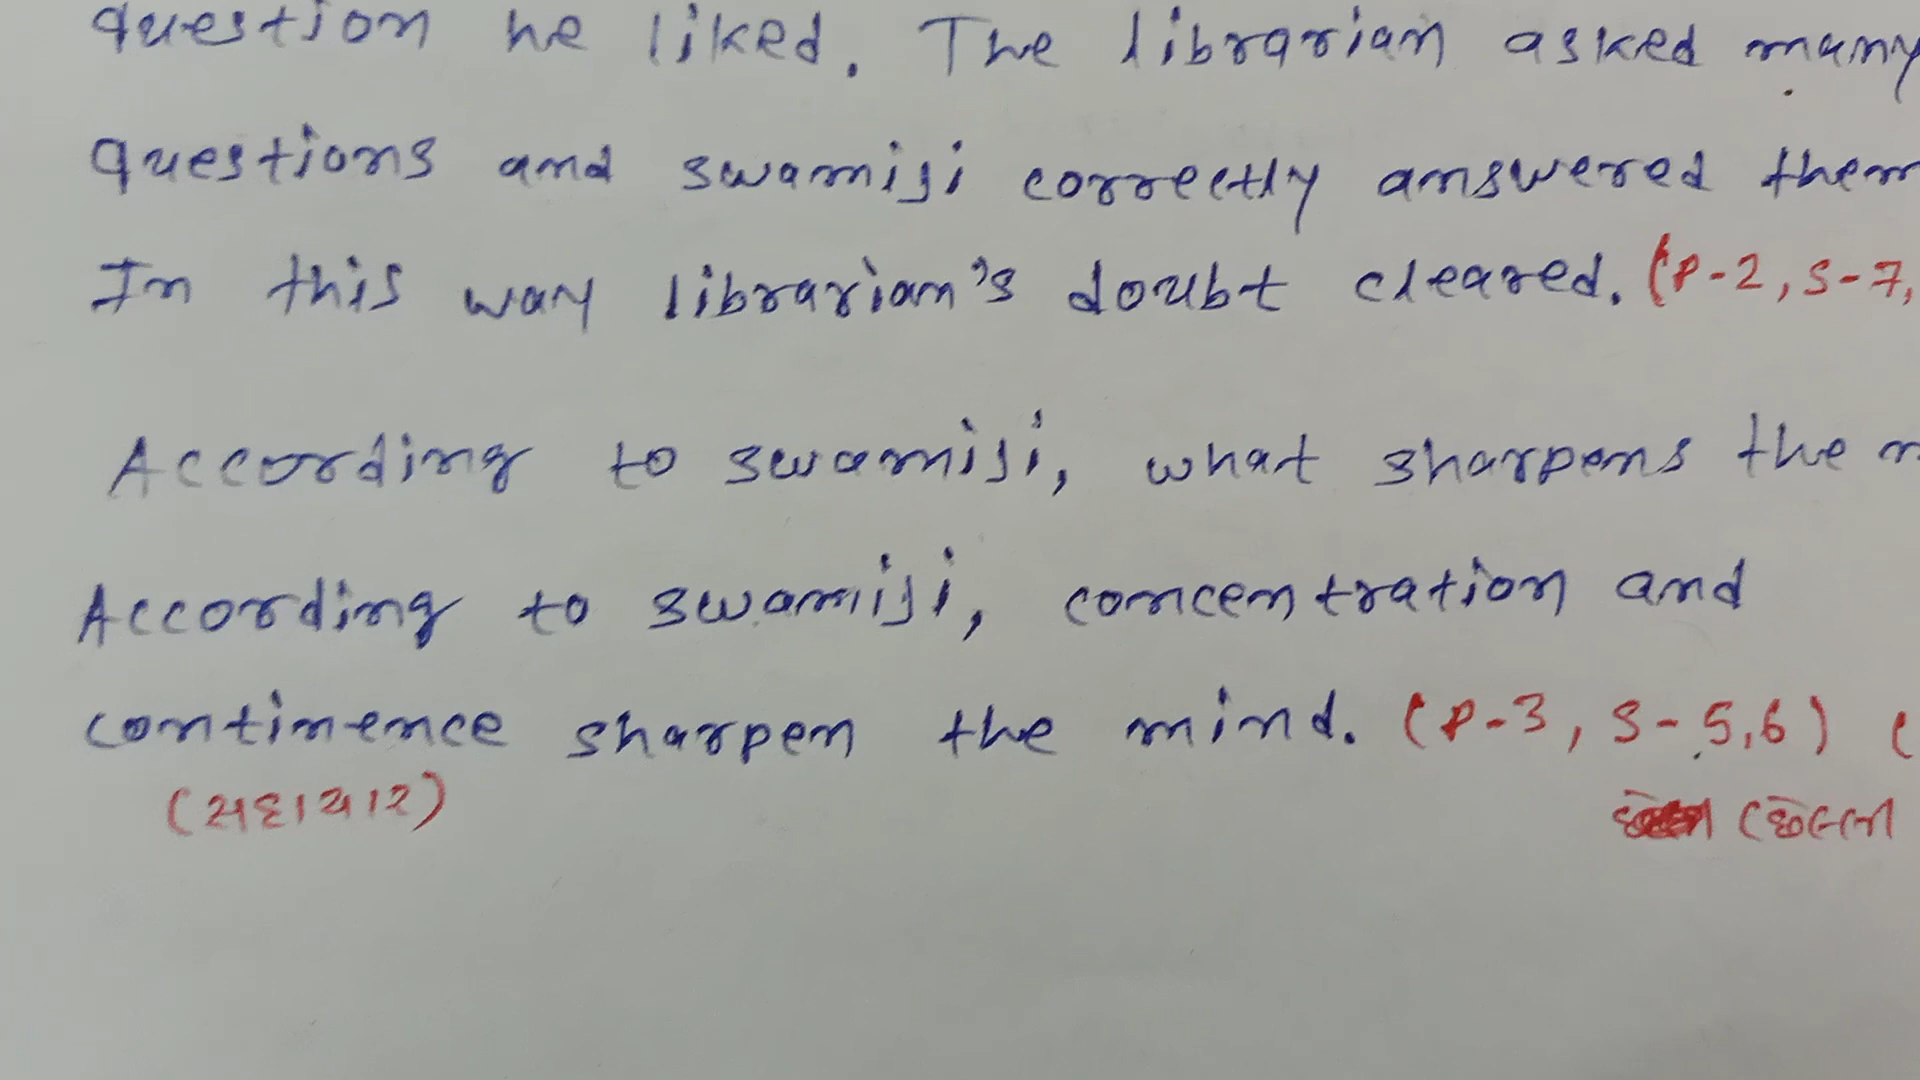 question he liked. The librarian asked many
questions and swamiji correctly answered them
In this way librarian's doubt cleared. (P-2, S-7,
According to swamiji, what sharpens the
According to swamiji, concentration and
continence sharpen the mind. (P-3, S-5,6) (
(સદાચાર)
(છેલ્લી